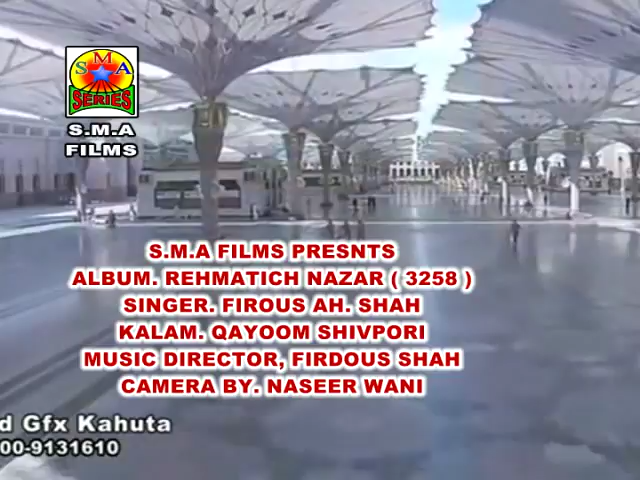 SMA
SERIES
S.M.A
FILMS
S.M.A FILMS PRESNTS
ALBUM. REHMATICH NAZAR ( 3258 )
SINGER. FIROUS AH. SHAH
KALAM. QAYOOM SHIVPORI
MUSIC DIRECTOR, FIRDOUS SHAH
CAMERA BY. NASEER WANI
d Gfx Kahuta
00-9131610